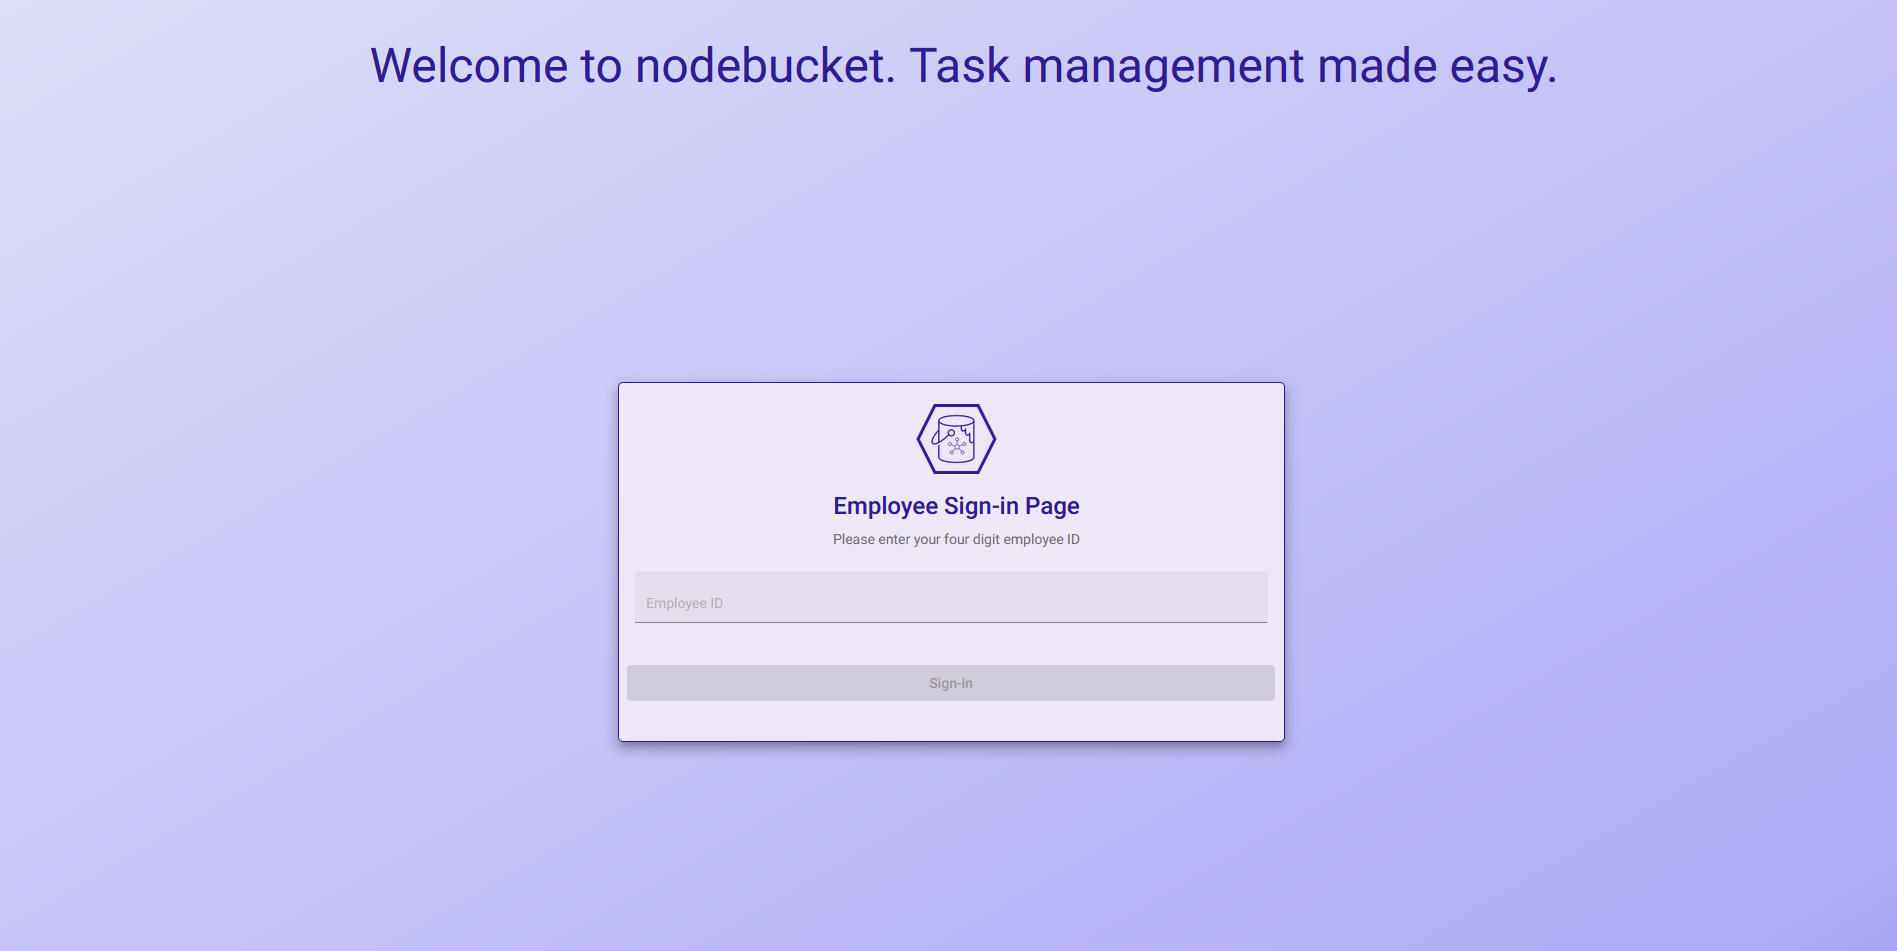 Welcome to nodebucket. Task management made easy.
Employee Sign-in Page
Please enter your four digit employee ID
Employee ID
Sign-in